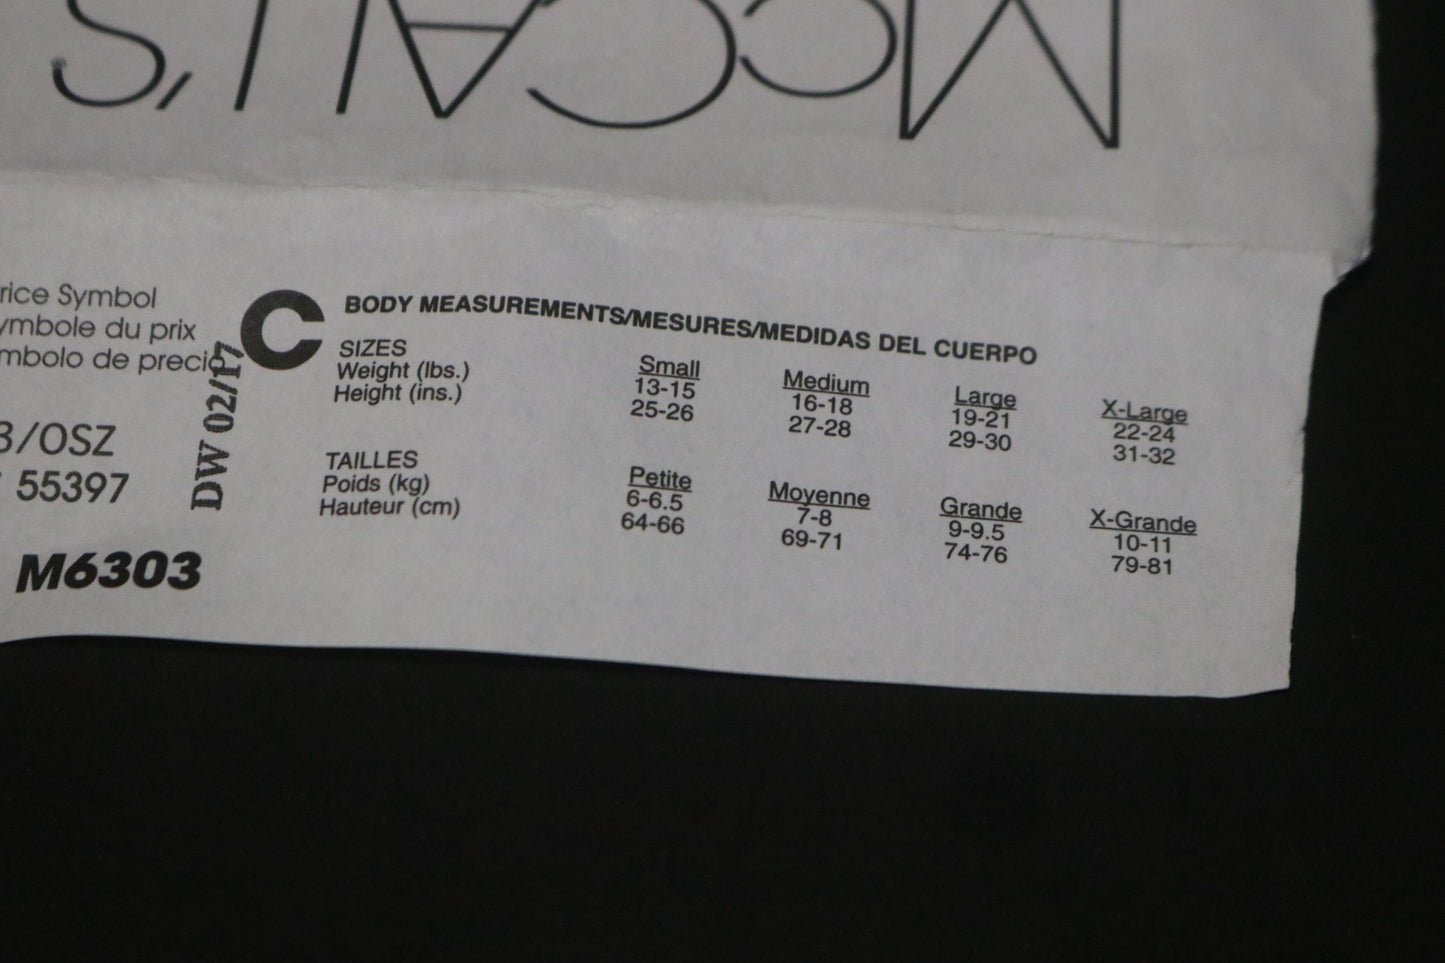 McCALL'S
rice Symbol
ymbole du prix
mbolo de precio
3/OSZ
55397
M6303
DW 02/17
C
BODY MEASUREMENTS/MESURES/MEDIDAS DEL CUERPO
SIZES Small Medium Large X-Large
Weight (lbs.) 13-15 16-18 19-21 22-24
Height (ins.) 25-26 27-28 29-30 31-32
TAILLES Petite Moyenne Grande X-Grande
Poids (kg) 6-6.5 7-8 9-9.5 10-11
Hauteur (cm) 64-66 69-71 74-76 79-81